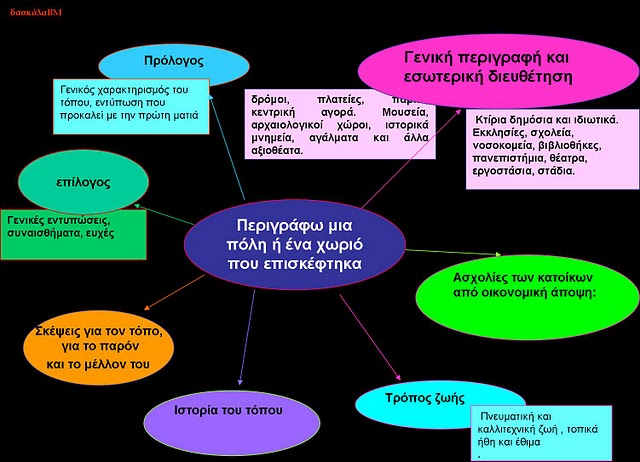 δασκάλαΒΜ
Πρόλογος
Γενικός χαρακτηρισμός του
τόπου, εντύπωση που
προκαλεί με την πρώτη ματιά
Γενική περιγραφή και
εσωτερική διευθέτηση
δρόμοι, πλατείες,
κεντρική αγορά. Μουσεία,
αρχαιολογικοί χώροι, ιστορικά
μνημεία, αγάλματα και άλλα
αξιοθέατα.
Κτίρια δημόσια και ιδιωτικά.
Εκκλησίες, σχολεία,
νοσοκομεία, βιβλιοθήκες,
πανεπιστήμια, θέατρα,
εργοστάσια, στάδια.
επίλογος
Γενικές εντυπώσεις,
συναισθήματα, ευχές
Περιγράφω μια
πόλη ή ένα χωριό
που επισκέφτηκα
Ασχολίες των κατοίκων
από οικονομική άποψη:
Σκέψεις για τον τόπο,
για το παρόν
και το μέλλον του
Ιστορία του τόπου
Τρόπος ζωής
Πνευματική και
καλλιτεχνική ζωή , τοπικά
ήθη και έθιμα
.